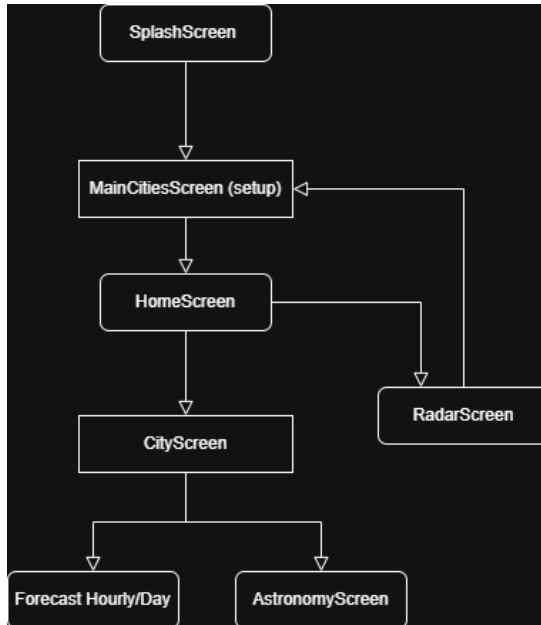 SplashScreen
MainCitiesScreen (setup)
HomeScreen
RadarScreen
CityScreen
Forecast Hourly/Day
AstronomyScreen